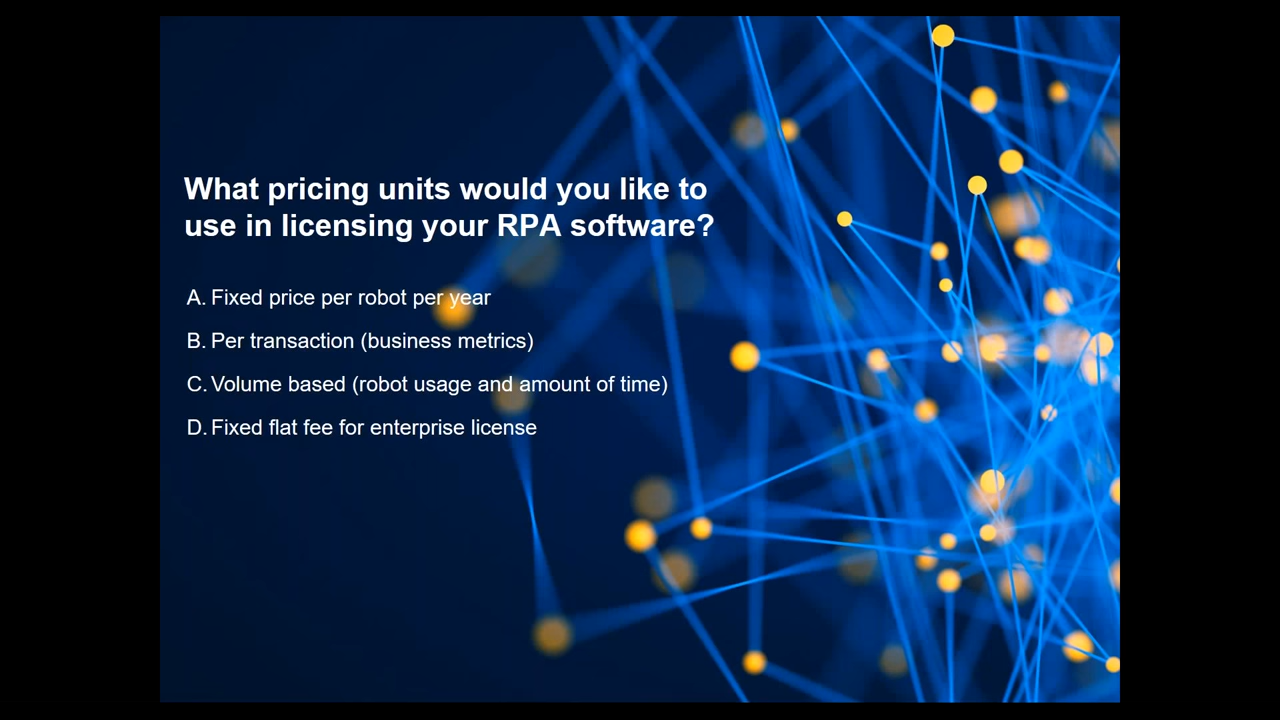 What pricing units would you like to
use in licensing your RPA software?
A. Fixed price per robot per year
B. Per transaction (business metrics)
C. Volume based (robot usage and amount of time)
D. Fixed flat fee for enterprise license